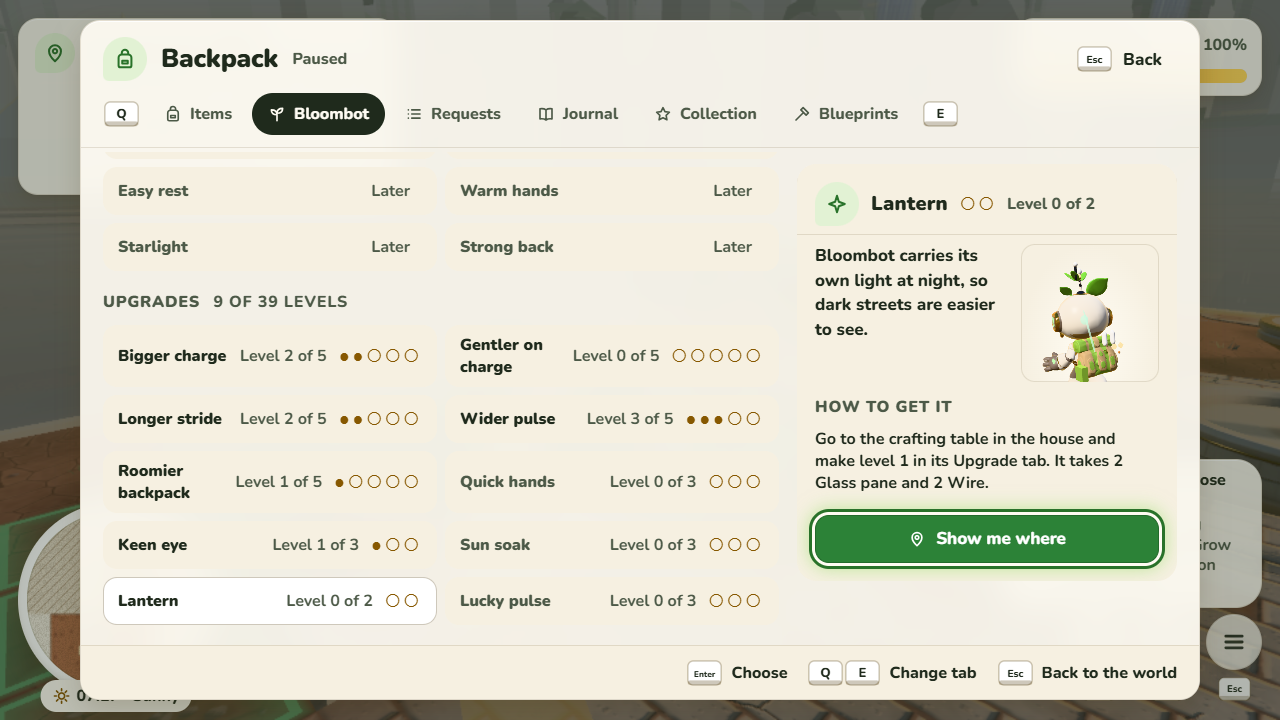 100%
Backpack
Paused
Esc
Back
Q
Items
Bloombot
Requests
Journal
Collection
Blueprints
E
Easy rest
Later
Warm hands
Later
Starlight
Later
Strong back
Later
UPGRADES 9 OF 39 LEVELS
Bigger charge
Level 2 of 5
Gentler on
charge
Level 0 of 5
Longer stride
Level 2 of 5
Wider pulse
Level 3 of 5
Roomier
backpack
Level 1 of 5
Quick hands
Level 0 of 3
Keen eye
Level 1 of 3
Sun soak
Level 0 of 3
Lantern
Level 0 of 2
Lucky pulse
Level 0 of 3
Lantern
Level 0 of 2
Bloombot carries its
own light at night, so
dark streets are easier
to see.
HOW TO GET IT
Go to the crafting table in the house and
make level 1 in its Upgrade tab. It takes 2
Glass pane and 2 Wire.
Show me where
Enter
Choose
Q
E
Change tab
Esc
Back to the world
Esc